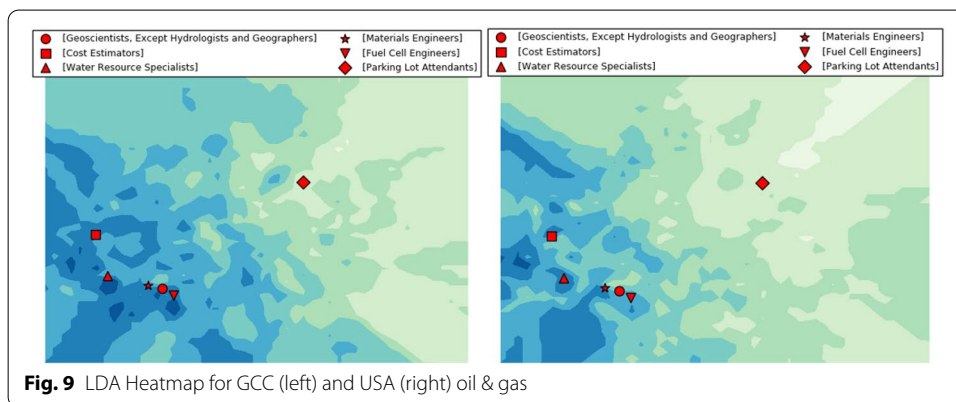 [Geoscientists, Except Hydrologists and Geographers] [Materials Engineers]
[Cost Estimators] [Fuel Cell Engineers]
[Water Resource Specialists] [Parking Lot Attendants]
[Geoscientists, Except Hydrologists and Geographers] [Materials Engineers]
[Cost Estimators] [Fuel Cell Engineers]
[Water Resource Specialists] [Parking Lot Attendants]
Fig. 9 LDA Heatmap for GCC (left) and USA (right) oil & gas